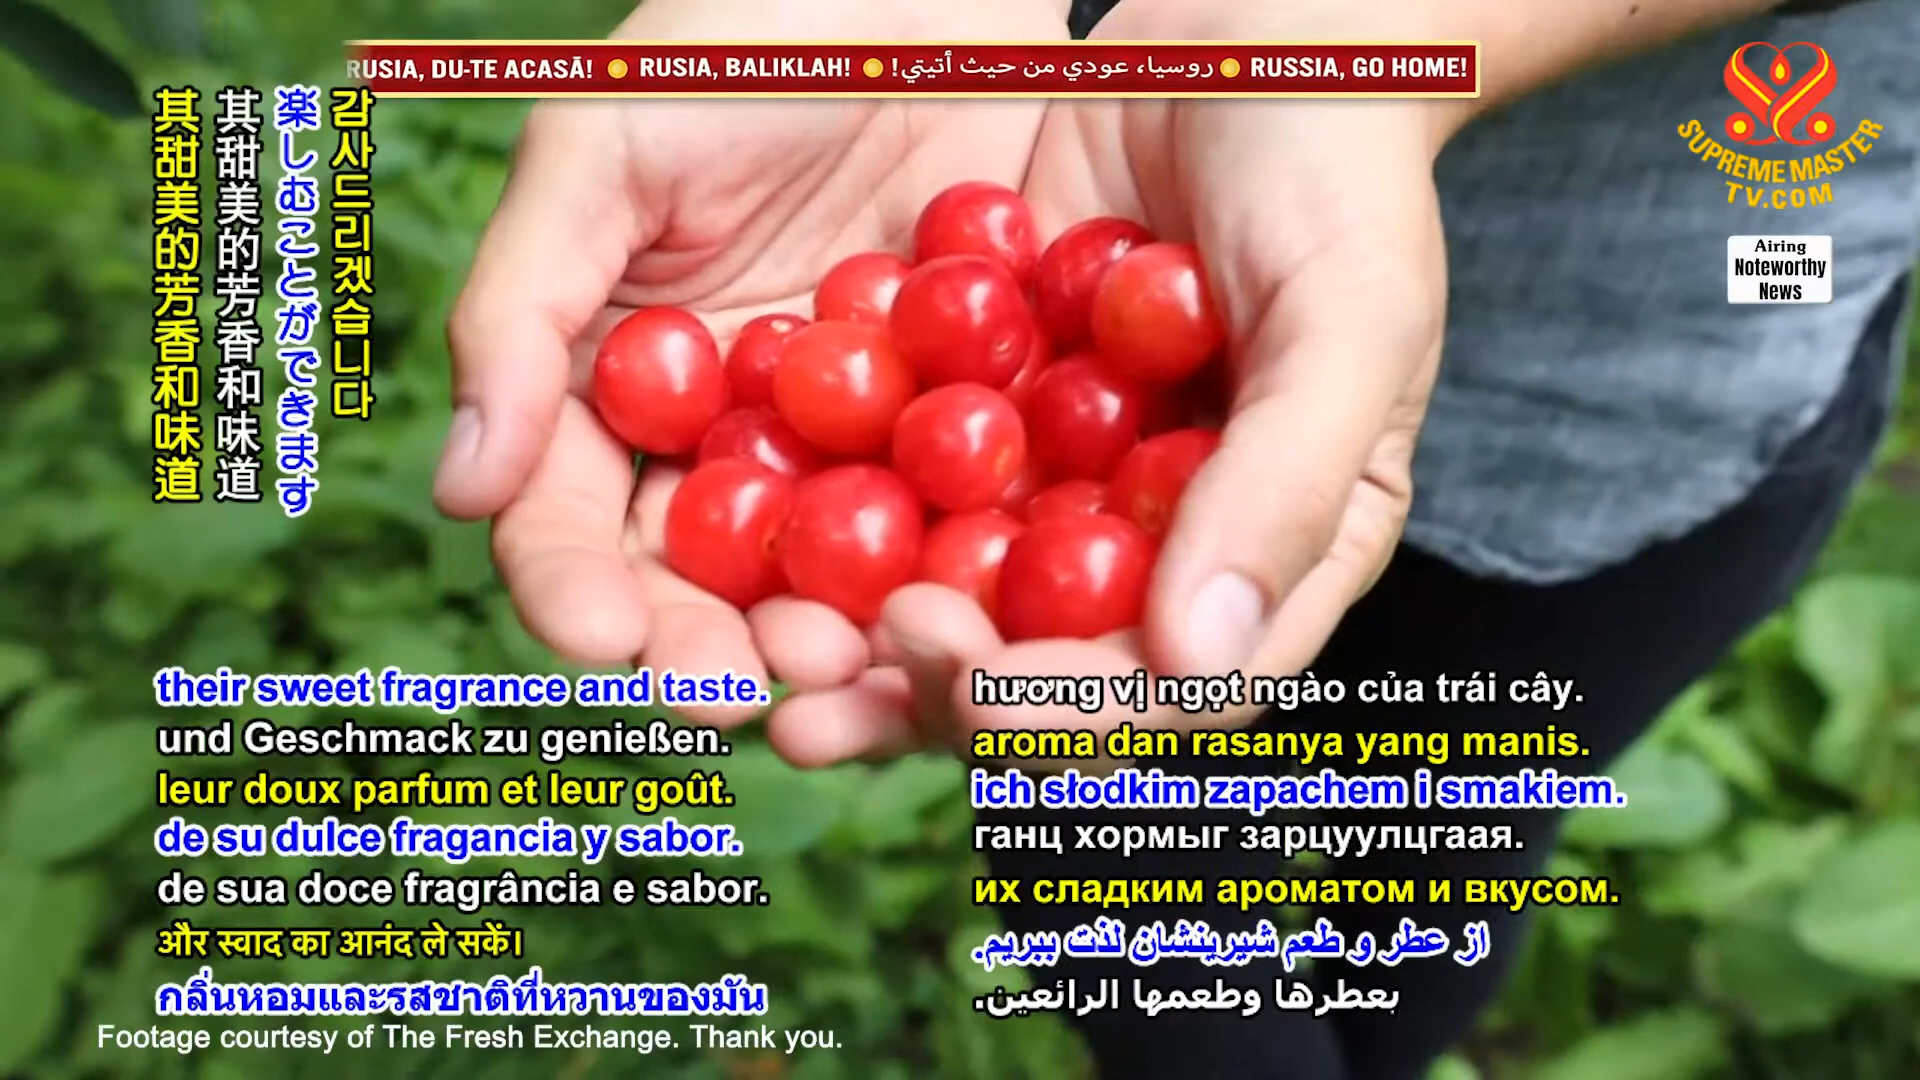 RUSIA, DU-TE ACASĂ! RUSIA, BALIKLAH! روسيا، عودي من حيث أتيتي! RUSSIA, GO HOME!
SUPREME MASTER
TV.COM
Airing
Noteworthy
News
감사드리겠습니다
楽しむことができます
其甜美的芳香和味道
其甜美的芳香和味道
their sweet fragrance and taste.
und Geschmack zu genießen.
leur doux parfum et leur goût.
de su dulce fragancia y sabor.
de sua doce fragrância e sabor.
और स्वाद का आनंद ले सकें।
กลิ่นหอมและรสชาติที่หวานของมัน
hương vị ngọt ngào của trái cây.
aroma dan rasanya yang manis.
ich słodkim zapachem i smakiem.
ганц хормыг зарцуулцгаая.
их сладким ароматом и вкусом.
از عطر و طعم شیرینشان لذت ببریم.
بعطرها وطعمها الرائعين.
Footage courtesy of The Fresh Exchange. Thank you.